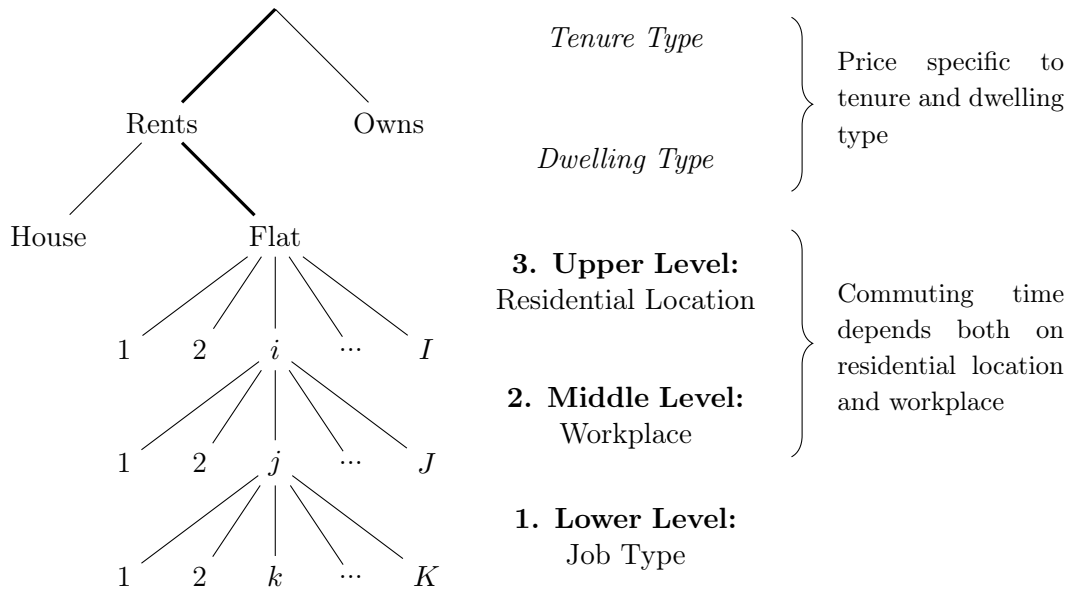 Tenure Type
Price specific to
tenure and dwelling
type
Rents Owns
Dwelling Type
House Flat
3. Upper Level:
Residential Location
Commuting time
depends both on
residential location
and workplace
1 2 i ... I
2. Middle Level:
Workplace
1 2 j ... J
1. Lower Level:
Job Type
1 2 k ... K